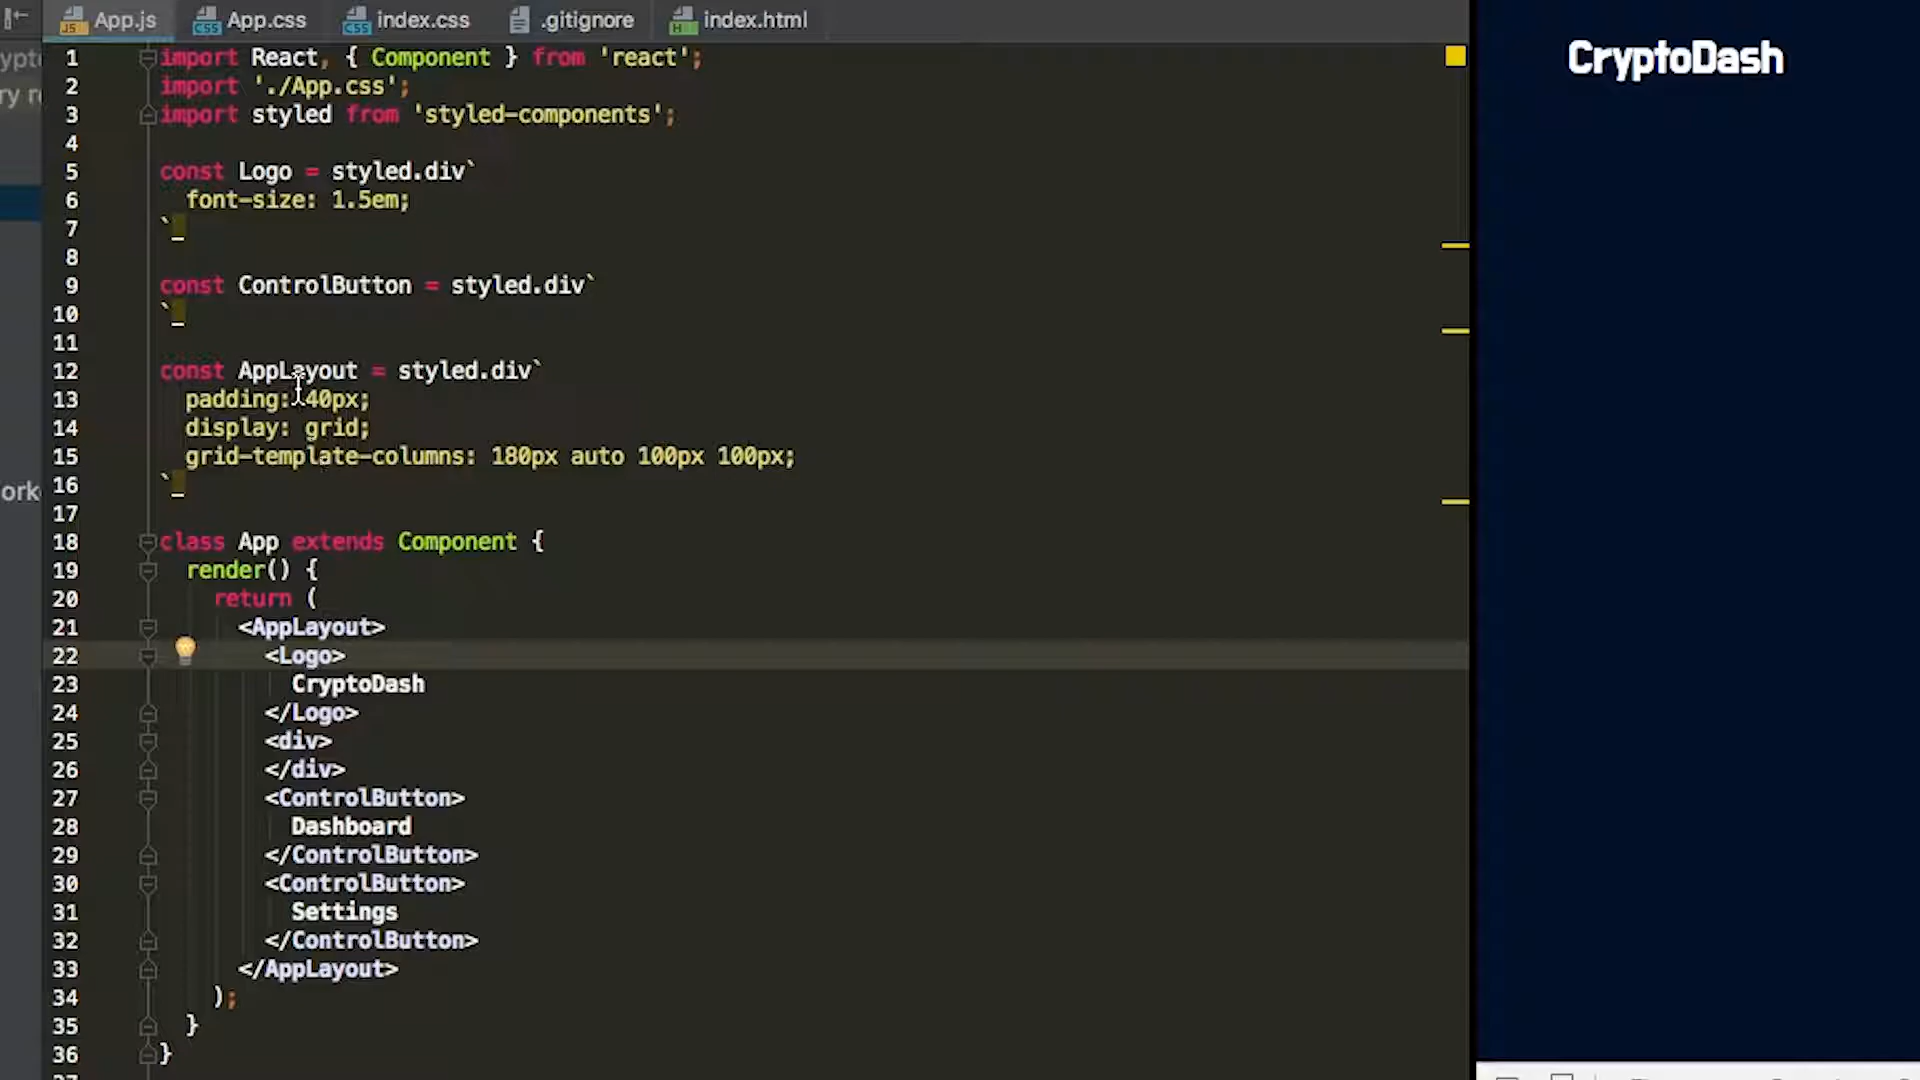 App.js App.css index.css .gitignore index.html
1 import React, { Component } from 'react';
2 import './App.css';
3 import styled from 'styled-components';
4
5 const Logo = styled.div`
6 font-size: 1.5em;
7 `
8
9 const ControlButton = styled.div`
10 `
11
12 const AppLayout = styled.div`
13 padding: 40px;
14 display: grid;
15 grid-template-columns: 180px auto 100px 100px;
16 `
17
18 class App extends Component {
19 render() {
20 return (
21 <AppLayout>
22 <Logo>
23 CryptoDash
24 </Logo>
25 <div>
26 </div>
27 <ControlButton>
28 Dashboard
29 </ControlButton>
30 <ControlButton>
31 Settings
32 </ControlButton>
33 </AppLayout>
34 );
35 }
36 }
CryptoDash